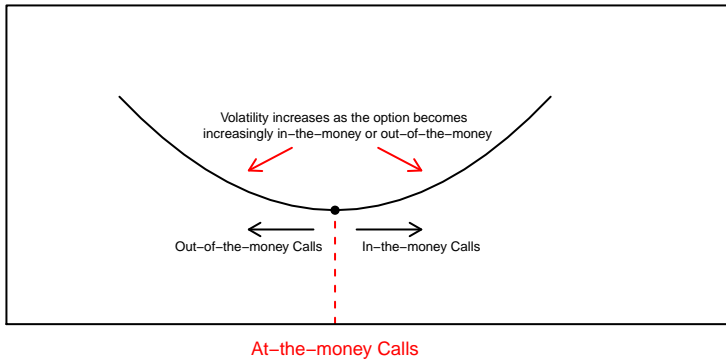 Volatility increases as the option becomes
increasingly in−the−money or out−of−the−money
Out−of−the−money Calls
In−the−money Calls
At−the−money Calls